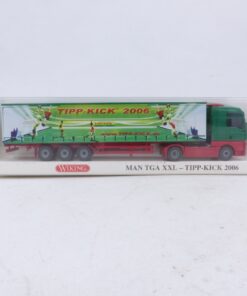 TIPP-KICK 2006
WIKING
MAN TGA XXL – TIPP-KICK 2006